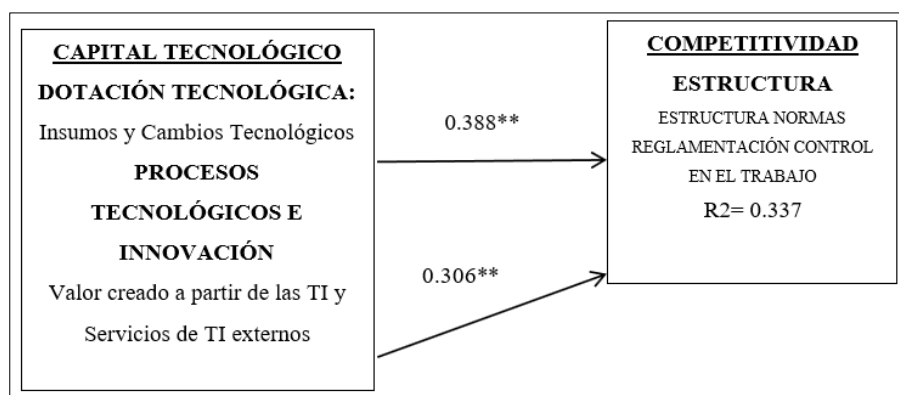 CAPITAL TECNOLÓGICO
DOTACIÓN TECNOLÓGICA:
Insumos y Cambios Tecnológicos
PROCESOS
TECNOLÓGICOS E
INNOVACIÓN
Valor creado a partir de las TI y
Servicios de TI externos
0.388**
0.306**
COMPETITIVIDAD
ESTRUCTURA
ESTRUCTURA NORMAS
REGLAMENTACIÓN CONTROL
EN EL TRABAJO
R2= 0.337